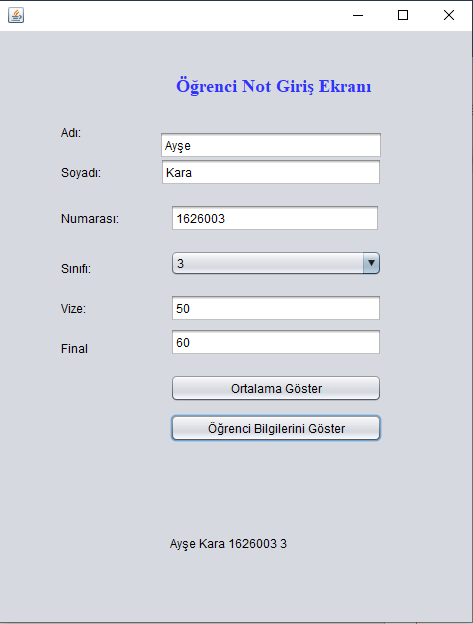 Öğrenci Not Giriş Ekranı
Adı:
Ayşe
Soyadı:
Kara
Numarası:
1626003
Sınıfı:
3
Vize:
50
Final
60
Ortalama Göster
Öğrenci Bilgilerini Göster
Ayşe Kara 1626003 3